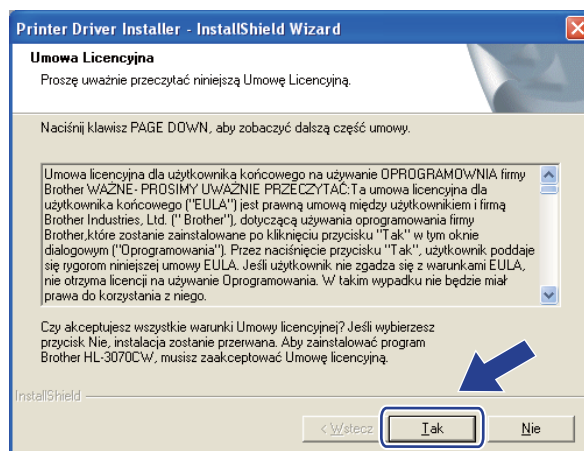 Printer Driver Installer - InstallShield Wizard
Umowa Licencyjna
Proszę uważnie przeczytać niniejszą Umowę Licencyjną.
Naciśnij klawisz PAGE DOWN, aby zobaczyć dalszą część umowy.
Umowa licencyjna dla użytkownika końcowego na używanie OPROGRAMOWNIA firmy
Brother WAŻNE- PROSIMY UWAŻNIE PRZECZYTAĆ:Ta umowa licencyjna dla
użytkownika końcowego ("EULA") jest prawną umową między użytkownikiem i firmą
Brother Industries, Ltd. (" Brother"), dotyczącą używania oprogramowania firmy
Brother,które zostanie zainstalowane po kliknięciu przycisku "Tak" w tym oknie
dialogowym ("Oprogramowania"). Przez naciśnięcie przycisku "Tak", użytkownik poddaje
się rygorom niniejszej umowy EULA. Jeśli użytkownik nie zgadza się z warunkami EULA,
nie otrzyma licencji na używanie Oprogramowania. W takim wypadku nie będzie miał
prawa do korzystania z niego.
Czy akceptujesz wszystkie warunki Umowy licencyjnej? Jeśli wybierzesz
przycisk Nie, instalacja zostanie przerwana. Aby zainstalować program
Brother HL-3070CW, musisz zaakceptować Umowę licencyjną.
InstallShield
< Wstecz Tak Nie